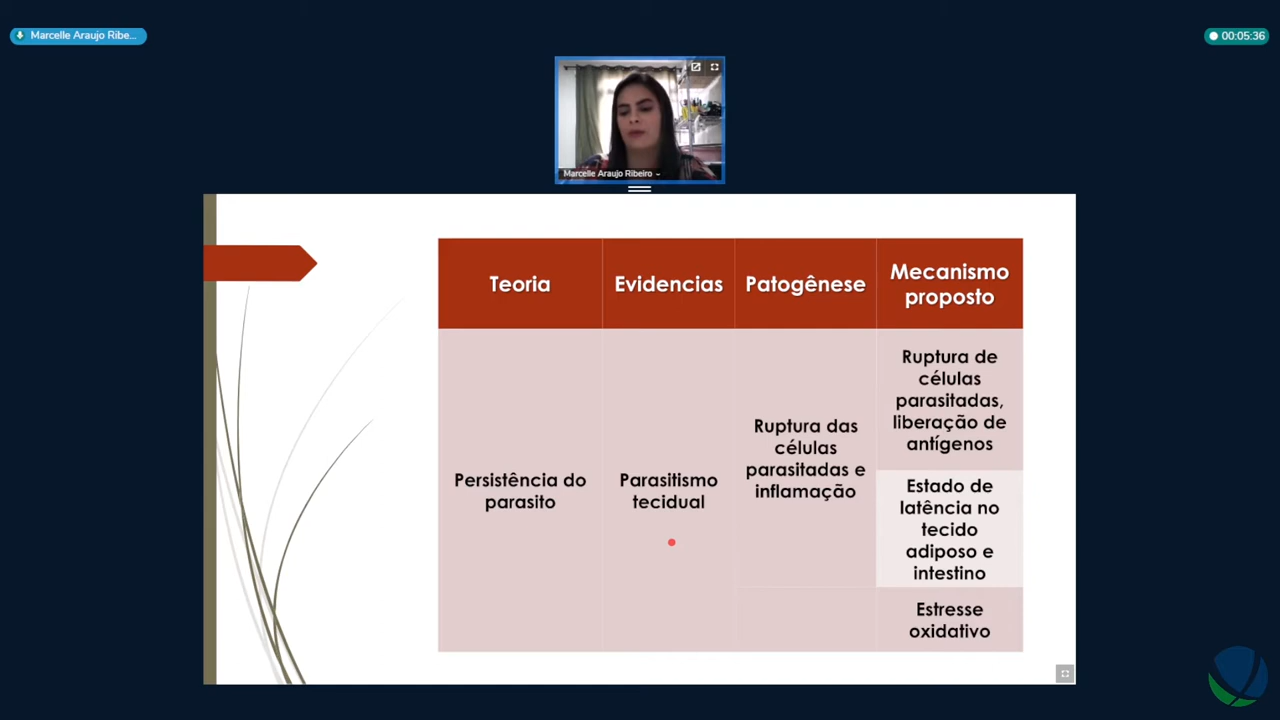 Marcelle Araujo Ribe...
00:05:36
Marcelle Araujo Ribeiro
Teoria
Evidencias
Patogênese
Mecanismo
proposto
Persistência do
parasito
Parasitismo
tecidual
Ruptura das
células
parasitadas e
inflamação
Ruptura de
células
parasitadas,
liberação de
antígenos
Estado de
latência no
tecido
adiposo e
intestino
Estresse
oxidativo